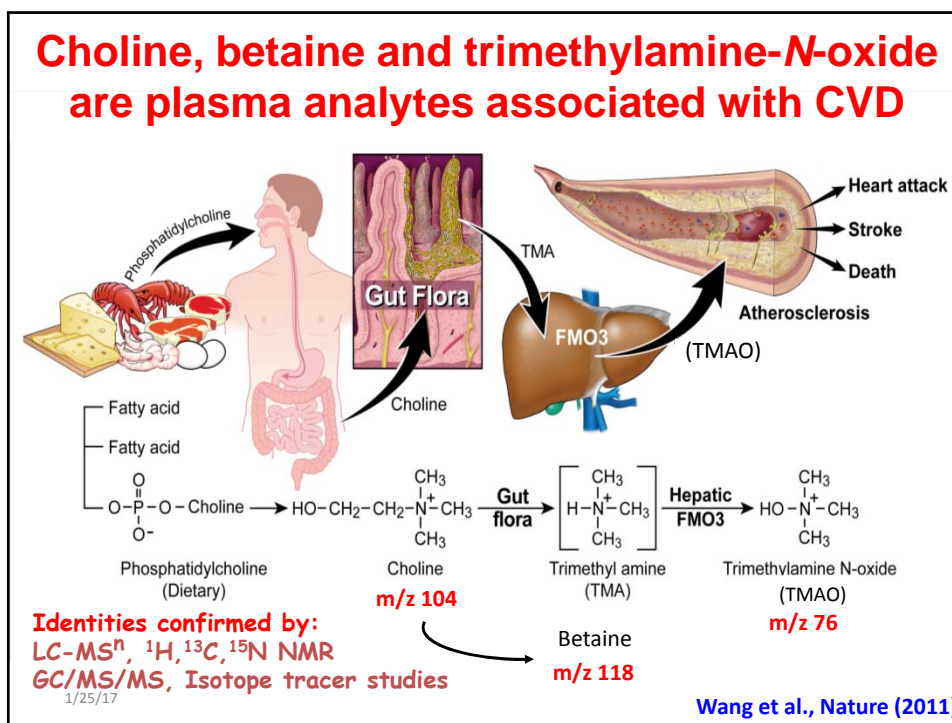 Choline, betaine and trimethylamine-N-oxide
are plasma analytes associated with CVD
Phosphatidylcholine
Gut Flora
Choline
TMA
FMO3
(TMAO)
Heart attack
Stroke
Death
Atherosclerosis
Fatty acid
Fatty acid
O
O-P-O-Choline
O-
Phosphatidylcholine
(Dietary)
CH3
HO-CH2-CH2-N+-CH3
CH3
Choline
m/z 104
Gut
flora
CH3
H-N+-CH3
CH3
Trimethyl amine
(TMA)
Hepatic
FMO3
CH3
HO-N+-CH3
CH3
Trimethylamine N-oxide
(TMAO)
m/z 76
Betaine
m/z 118
Identities confirmed by:
LC-MSⁿ, ¹H,¹³C,¹⁵N NMR
GC/MS/MS, Isotope tracer studies
1/25/17
Wang et al., Nature (2011)